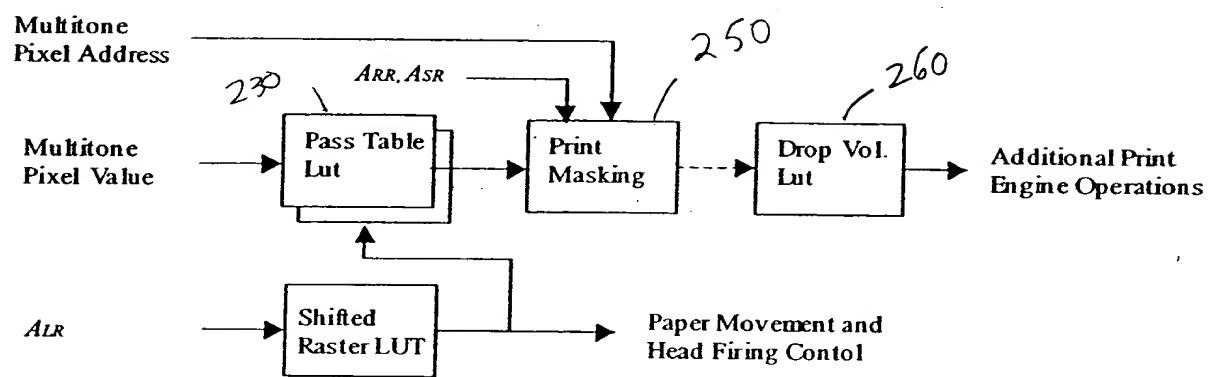 Multitone
Pixel Address
250
260
230
ARR, ASR
Pass Table
Lut
Print
Masking
Drop Vol.
Lut
Multitone
Pixel Value
Additional Print
Engine Operations
ALR
Shifted
Raster LUT
Paper Movement and
Head Firing Contol